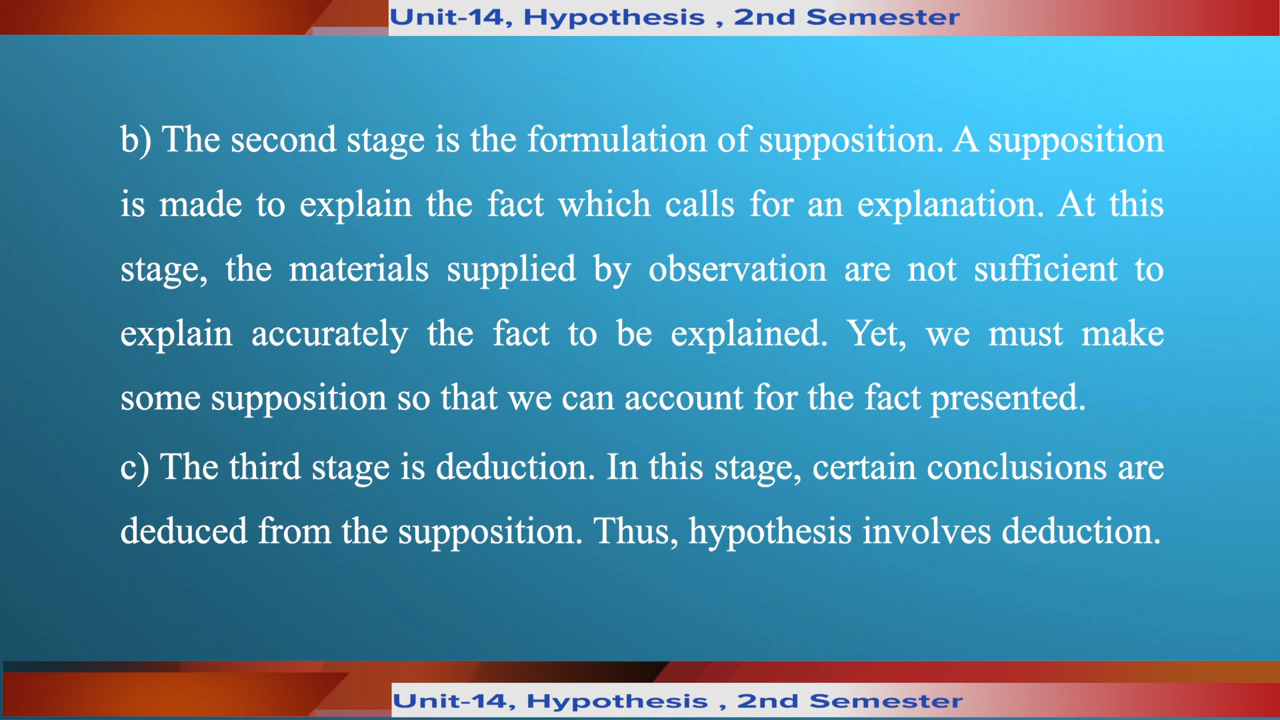 Unit-14, Hypothesis , 2nd Semester
b) The second stage is the formulation of supposition. A supposition
is made to explain the fact which calls for an explanation. At this
stage, the materials supplied by observation are not sufficient to
explain accurately the fact to be explained. Yet, we must make
some supposition so that we can account for the fact presented.
c) The third stage is deduction. In this stage, certain conclusions are
deduced from the supposition. Thus, hypothesis involves deduction.
Unit-14, Hypothesis , 2nd Semester